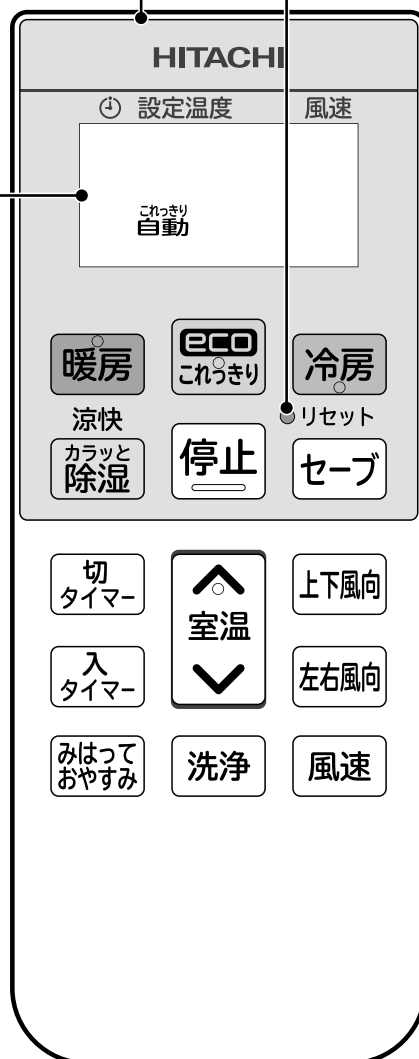 HITACHI
設定温度 風速
これっきり
自動
暖房
eco
これっきり
冷房
涼快
リセット
カラッと
除湿
停止
セーブ
切
タイマー
室温
上下風向
入
タイマー
左右風向
みはって
おやすみ
洗浄
風速